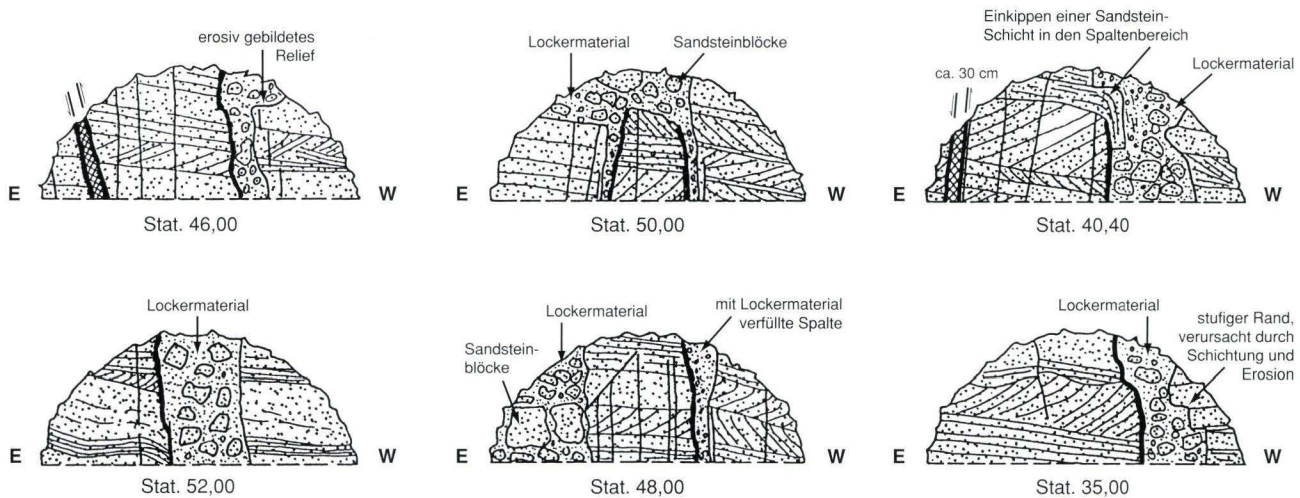 erosiv gebildetes
Relief
E
W
Stat. 46,00
Lockermaterial
Sandsteinblöcke
E
W
Stat. 50,00
Einkippen einer Sandstein-
Schicht in den Spaltenbereich
ca. 30 cm
Lockermaterial
E
W
Stat. 40,40
Lockermaterial
E
W
Stat. 52,00
Lockermaterial
mit Lockermaterial
verfüllte Spalte
Sandstein-
blöcke
E
W
Stat. 48,00
Lockermaterial
stufiger Rand,
verursacht durch
Schichtung und
Erosion
E
W
Stat. 35,00